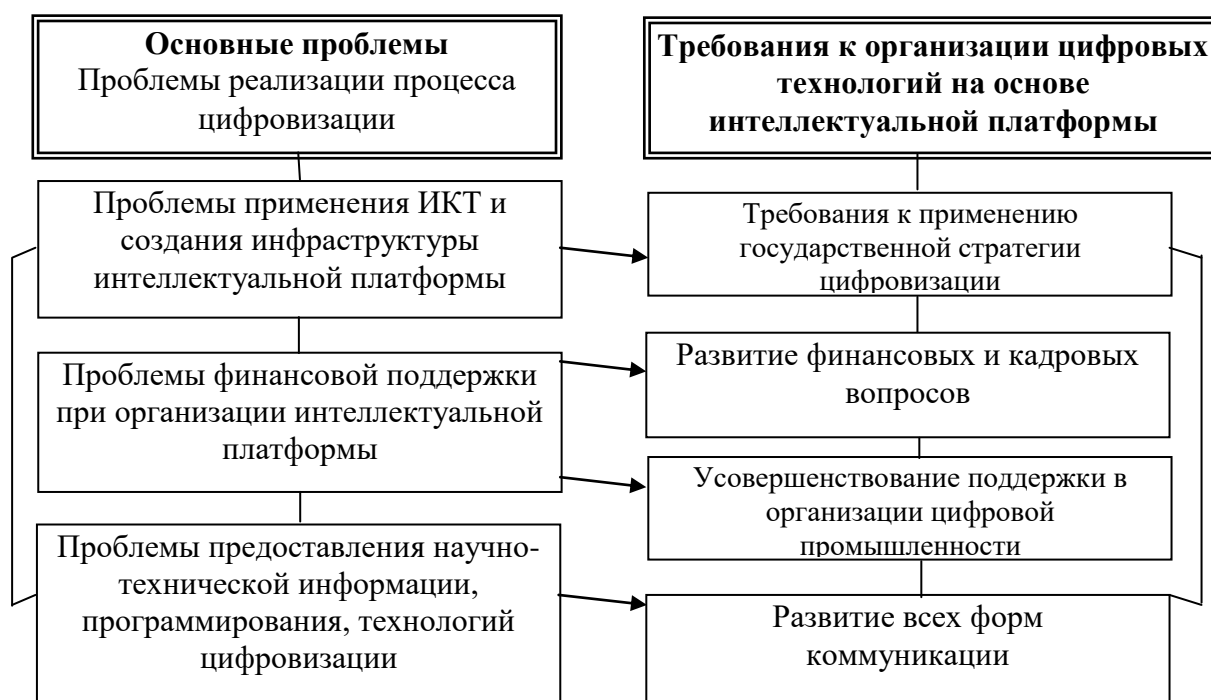 Основные проблемы
Проблемы реализации процесса
цифровизации
Требования к организации цифровых
технологий на основе
интеллектуальной платформы
Проблемы применения ИКТ и
создания инфраструктуры
интеллектуальной платформы
Требования к применению
государственной стратегии
цифровизации
Проблемы финансовой поддержки
при организации интеллектуальной
платформы
Развитие финансовых и кадровых
вопросов
Усовершенствование поддержки в
организации цифровой
промышленности
Проблемы предоставления научно-
технической информации,
программирования, технологий
цифровизации
Развитие всех форм
коммуникации